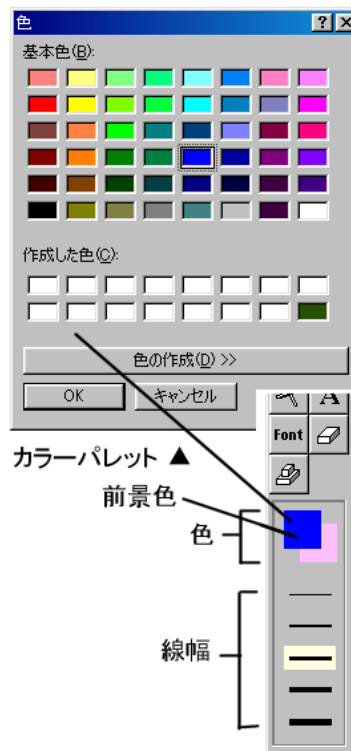 色
基本色(B):
作成した色(C):
色の作成(D) >>
OK
キャンセル
A
カラーパレット ▲
Font
前景色
色
線幅